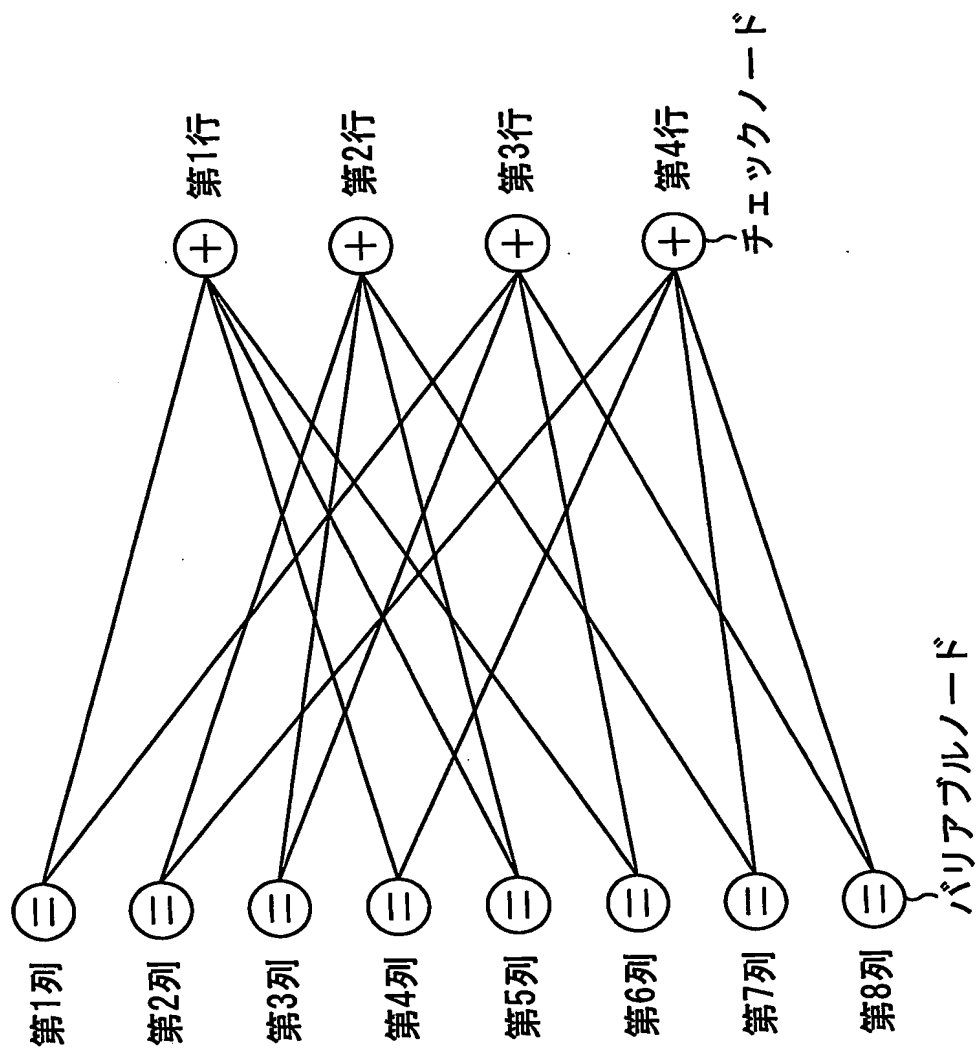 第1行
第2行
第3行
第4行
チェックノード
第1列
第2列
第3列
第4列
第5列
第6列
第7列
第8列
バリアブルノード